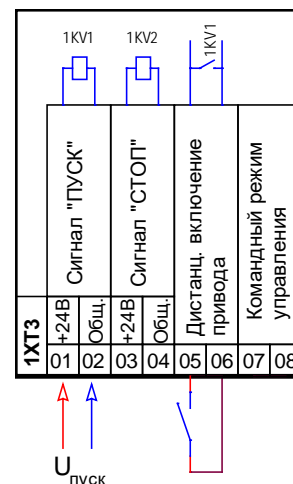 1KV1
1KV2
1KV1
Сигнал "ПУСК"
Сигнал "СТОП"
Дистанц. включение
привода
Командный режим
управления
1XT3
+24В
Общ.
+24В
Общ.
01 02 03 04 05 06 07 08
Uпуск